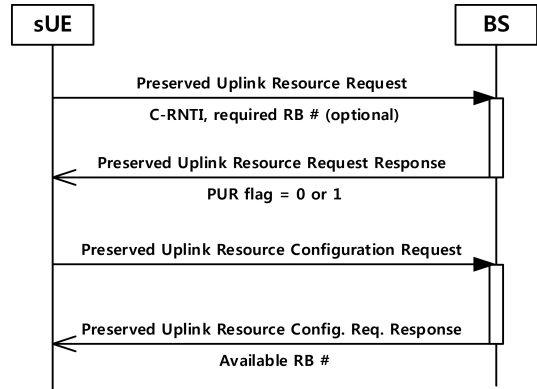 sUE
BS
Preserved Uplink Resource Request
C-RNTI, required RB # (optional)
Preserved Uplink Resource Request Response
PUR flag = 0 or 1
Preserved Uplink Resource Configuration Request
Preserved Uplink Resource Config. Req. Response
Available RB #